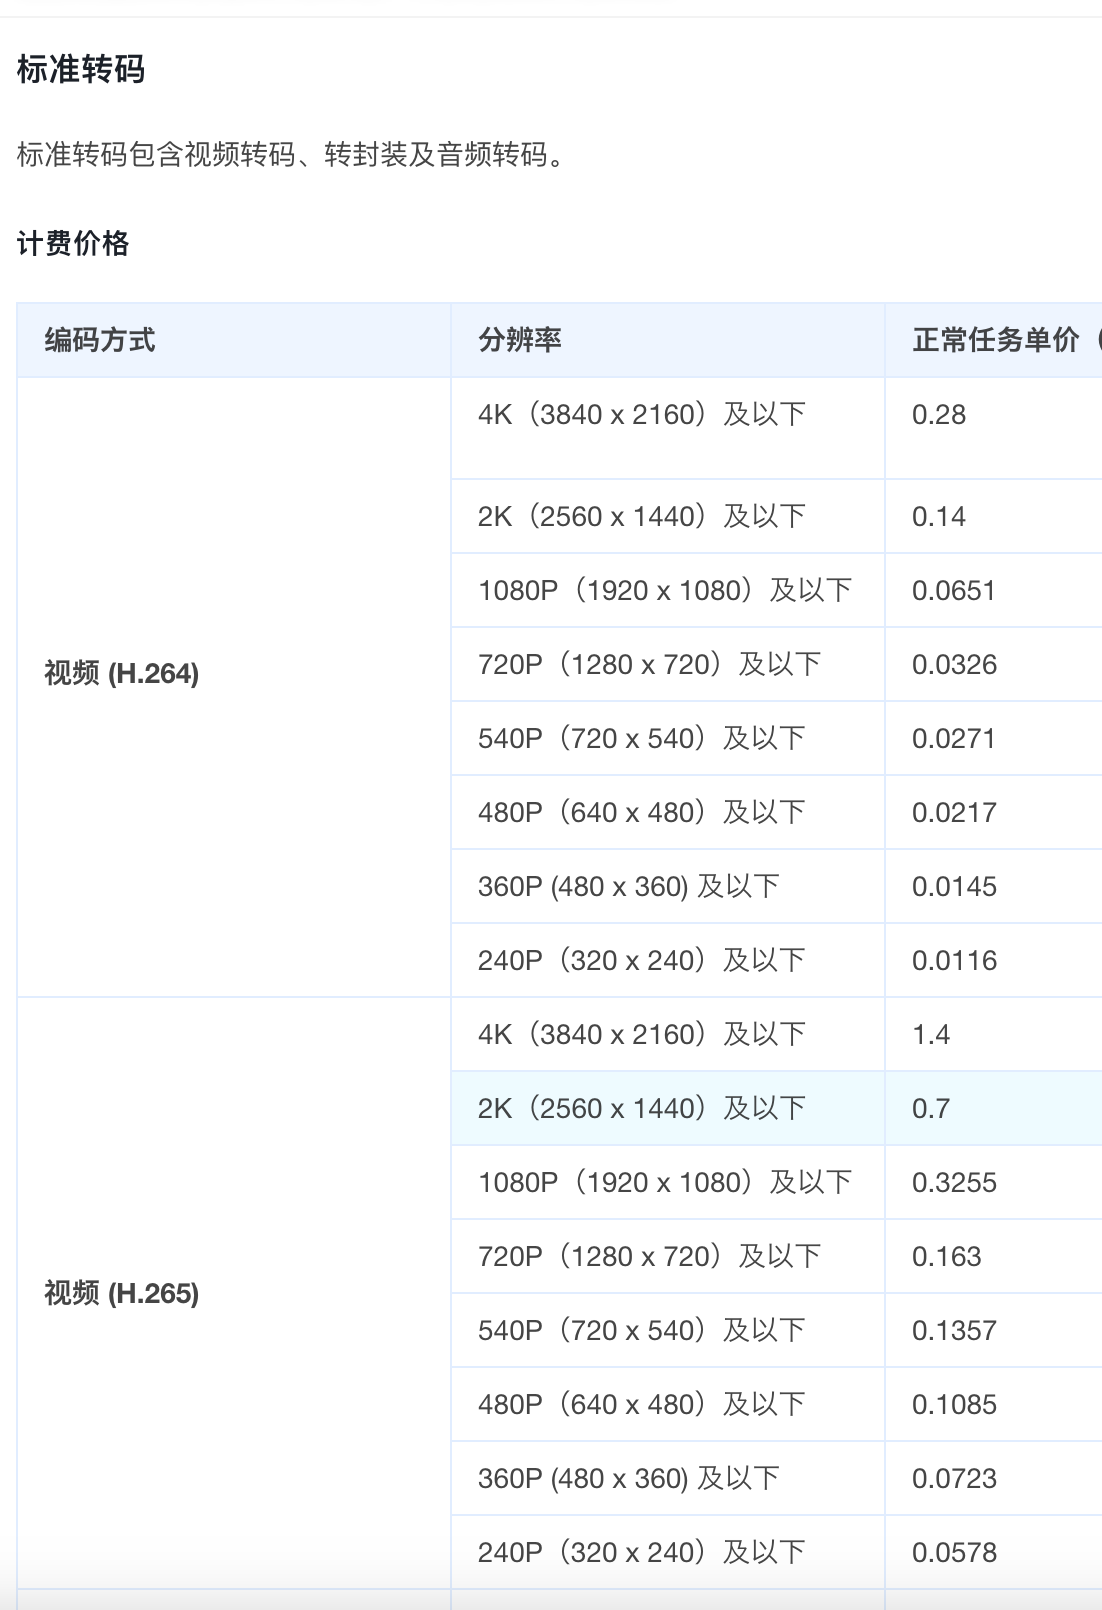 标准转码
标准转码包含视频转码、转封装及音频转码。
计费价格
编码方式 分辨率 正常任务单价（
视频 (H.264)
4K（3840 x 2160）及以下 0.28
2K（2560 x 1440）及以下 0.14
1080P（1920 x 1080）及以下 0.0651
720P（1280 x 720）及以下 0.0326
540P（720 x 540）及以下 0.0271
480P（640 x 480）及以下 0.0217
360P (480 x 360) 及以下 0.0145
240P（320 x 240）及以下 0.0116
视频 (H.265)
4K（3840 x 2160）及以下 1.4
2K（2560 x 1440）及以下 0.7
1080P（1920 x 1080）及以下 0.3255
720P（1280 x 720）及以下 0.163
540P（720 x 540）及以下 0.1357
480P（640 x 480）及以下 0.1085
360P (480 x 360) 及以下 0.0723
240P（320 x 240）及以下 0.0578